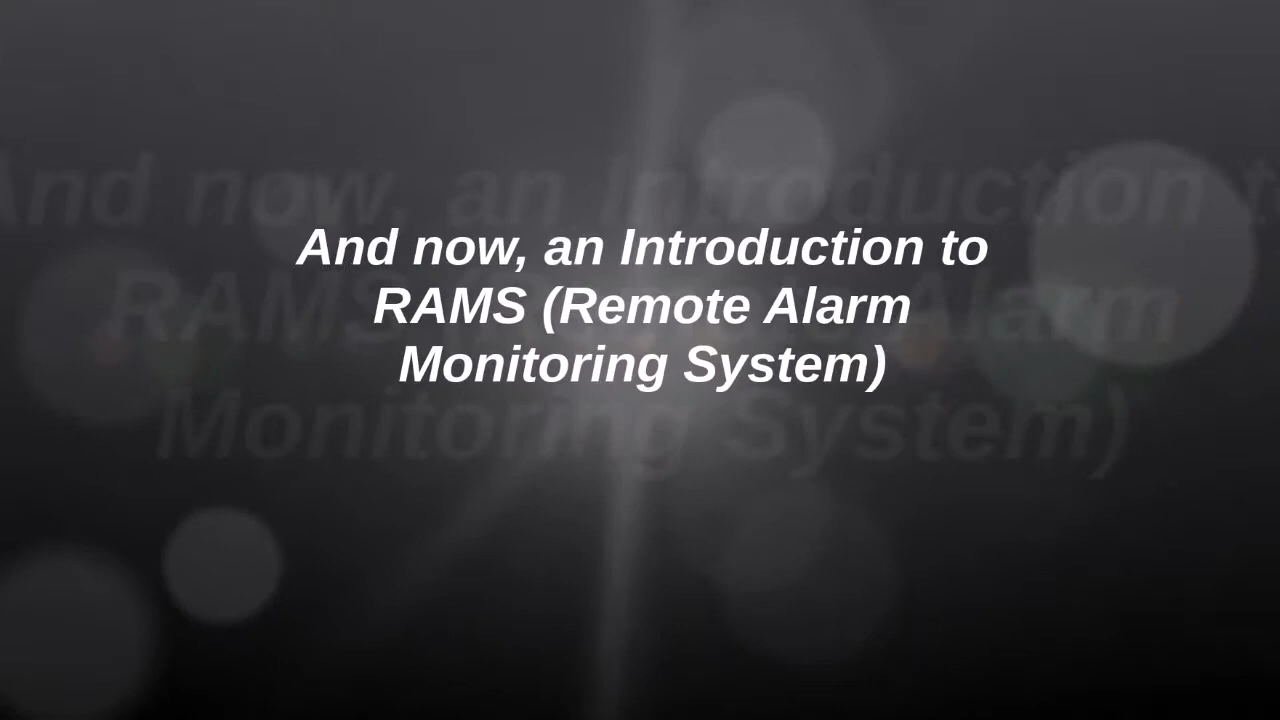 And now, an Introduction to
RAMS (Remote Alarm
Monitoring System)